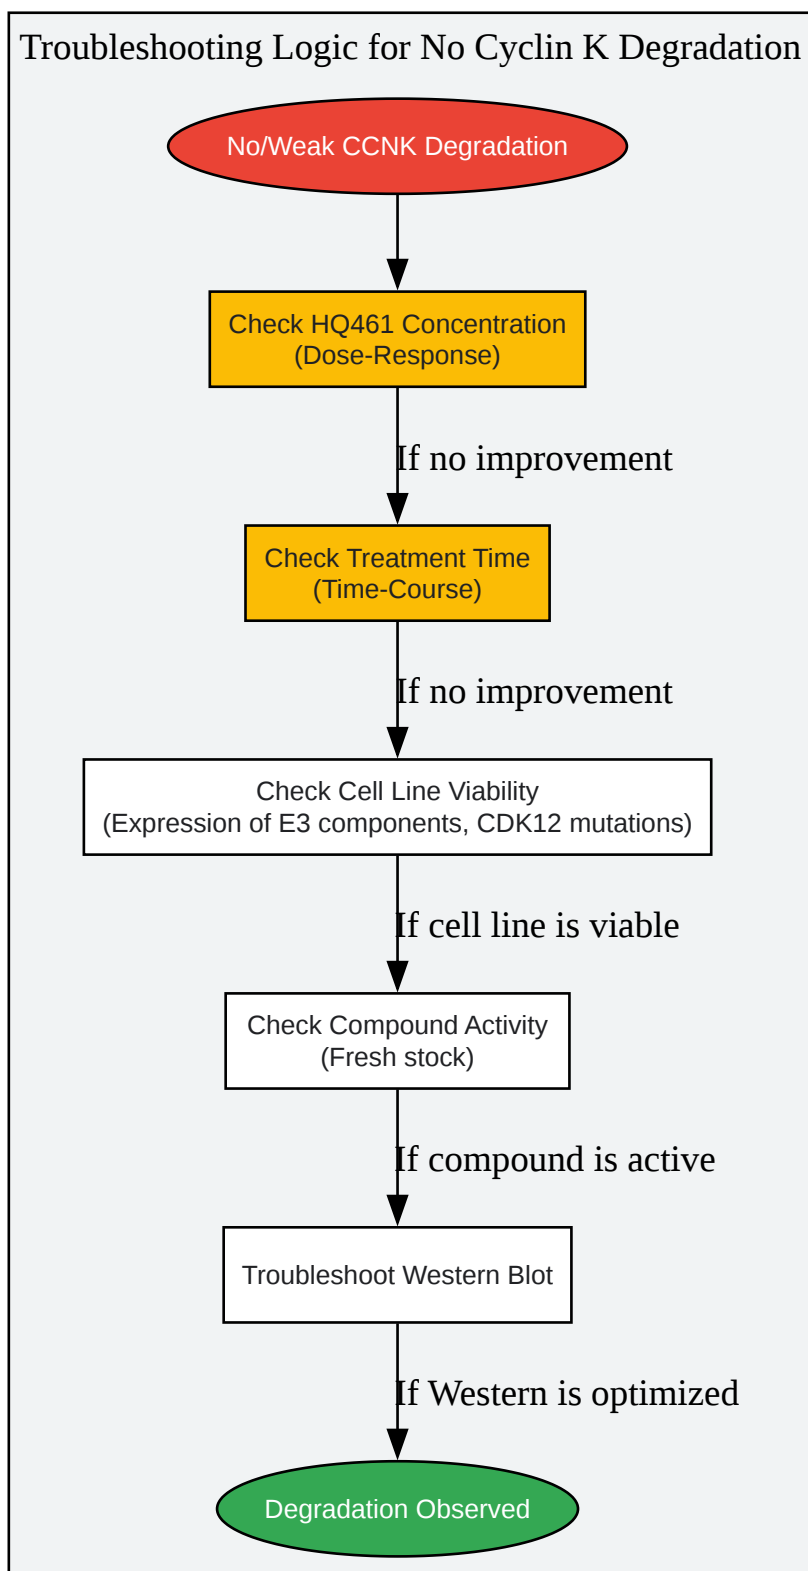 Troubleshooting Logic for No Cyclin K Degradation
No/Weak CCNK Degradation
Check HQ461 Concentration
(Dose-Response)
If no improvement
Check Treatment Time
(Time-Course)
If no improvement
Check Cell Line Viability
(Expression of E3 components, CDK12 mutations)
If cell line is viable
Check Compound Activity
(Fresh stock)
If compound is active
Troubleshoot Western Blot
If Western is optimized
Degradation Observed